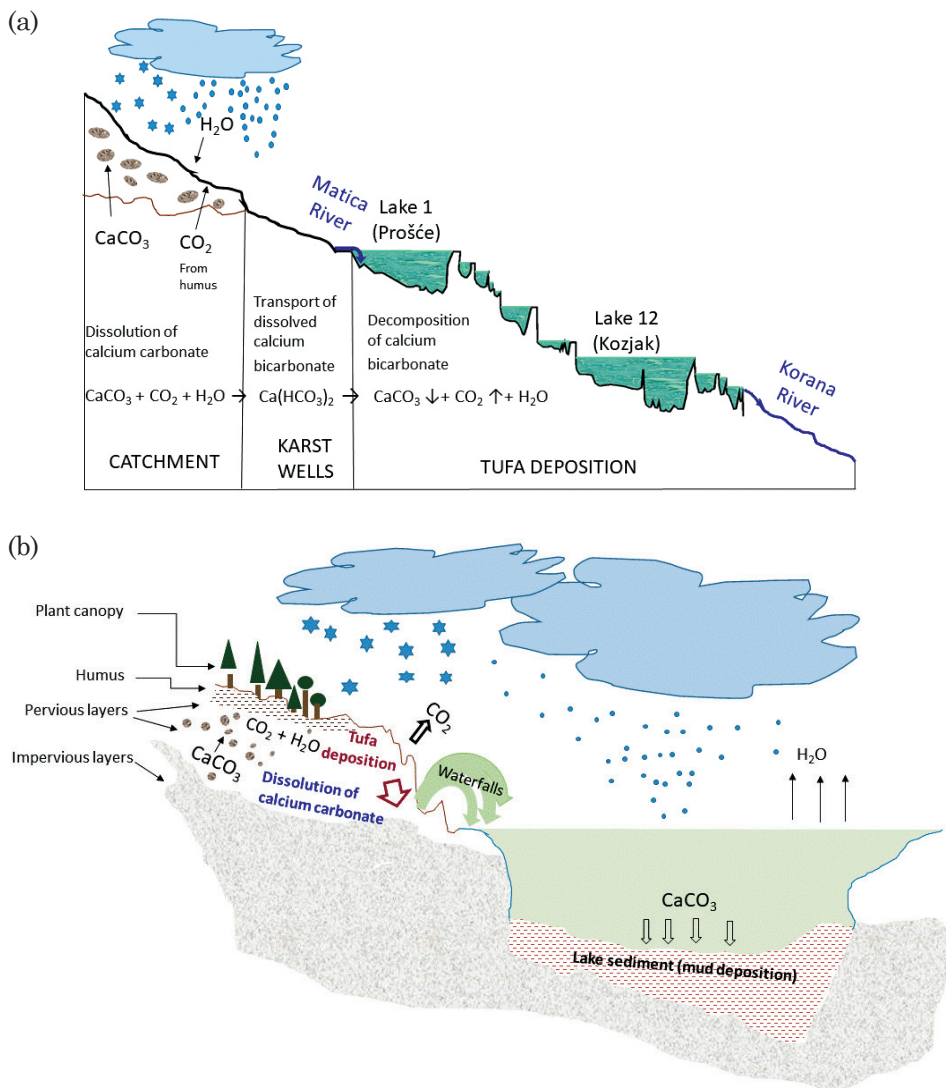 (a)
H₂O
Matica
River
Lake 1
(Prošće)
CaCO₃
CO₂
From
humus
Dissolution of
calcium carbonate
Transport of
dissolved
calcium
bicarbonate
Decomposition
of calcium
bicarbonate
Lake 12
(Kozjak)
Korana
River
CaCO₃ + CO₂ + H₂O → Ca(HCO₃)₂ → CaCO₃ ↓ + CO₂ ↑ + H₂O
CATCHMENT
KARST
WELLS
TUFA DEPOSITION
(b)
Plant canopy
Humus
Pervious layers
Impervious layers
CO₂ + H₂O
CaCO₃
Tufa
deposition
Dissolution of
calcium carbonate
CO₂
Waterfalls
H₂O
CaCO₃
Lake sediment (mud deposition)